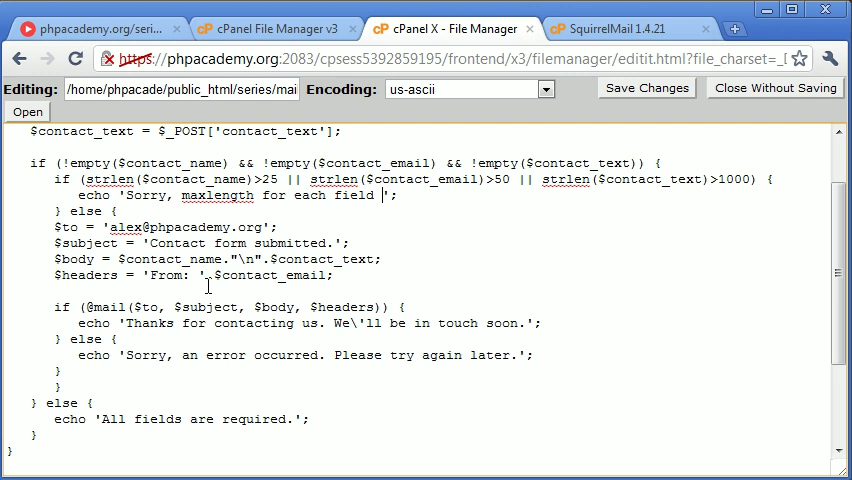 phpacademy.org/seri...
cPanel File Manager v3
cPanel X - File Manager
SquirrelMail 1.4.21
https://phpacademy.org:2083/cpsess5392859195/frontend/x3/filemanager/editit.html?file_charset=_D
Editing: /home/phpacade/public_html/series/mai Encoding: us-ascii Save Changes Close Without Saving
Open
$contact_text = $_POST['contact_text'];
if (!empty($contact_name) && !empty($contact_email) && !empty($contact_text)) {
if (strlen($contact_name)>25 || strlen($contact_email)>50 || strlen($contact_text)>1000) {
echo 'Sorry, maxlength for each field ';
} else {
$to = 'alex@phpacademy.org';
$subject = 'Contact form submitted.';
$body = $contact_name."\n".$contact_text;
$headers = 'From: '.$contact_email;
if (@mail($to, $subject, $body, $headers)) {
echo 'Thanks for contacting us. We\'ll be in touch soon.';
} else {
echo 'Sorry, an error occurred. Please try again later.';
}
}
} else {
echo 'All fields are required.';
}
}